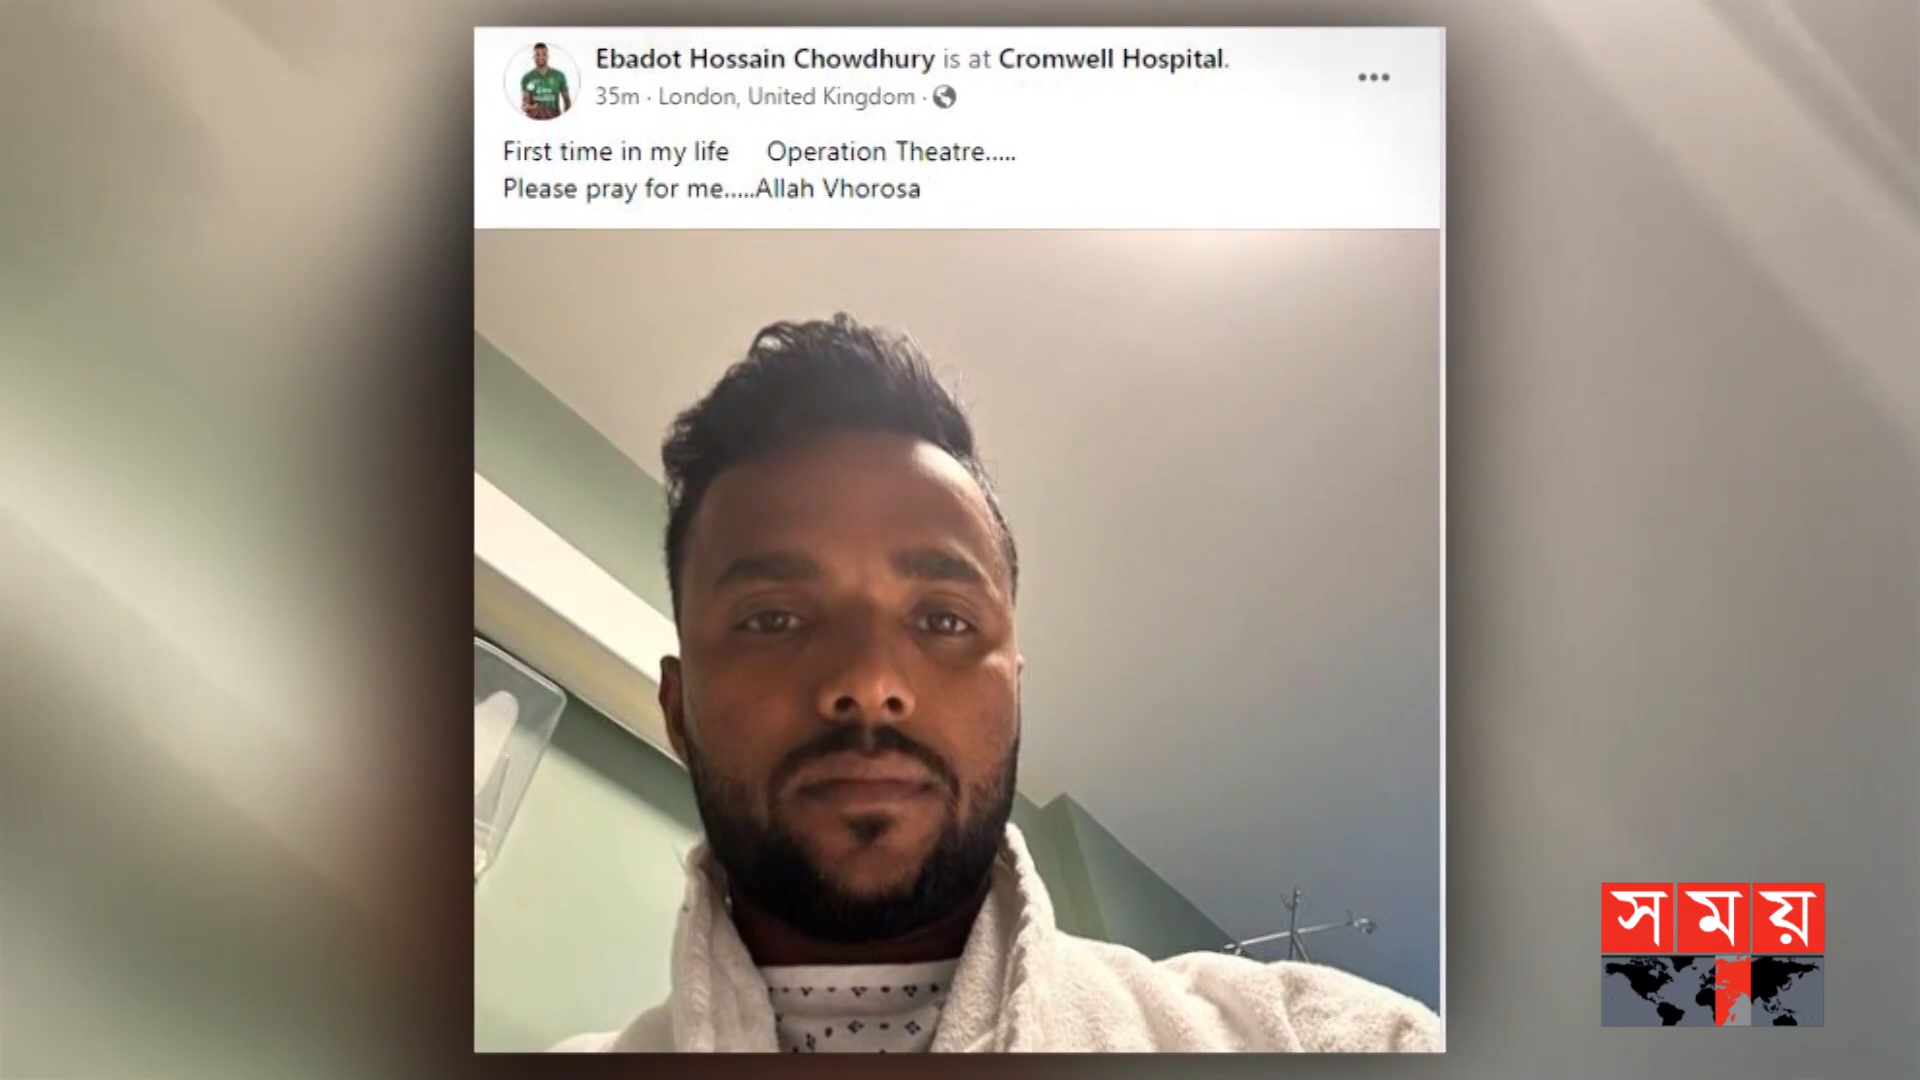 Ebadot Hossain Chowdhury is at Cromwell Hospital.
35m · London, United Kingdom ·
First time in my life Operation Theatre.....
Please pray for me.....Allah Vhorosa
সময়